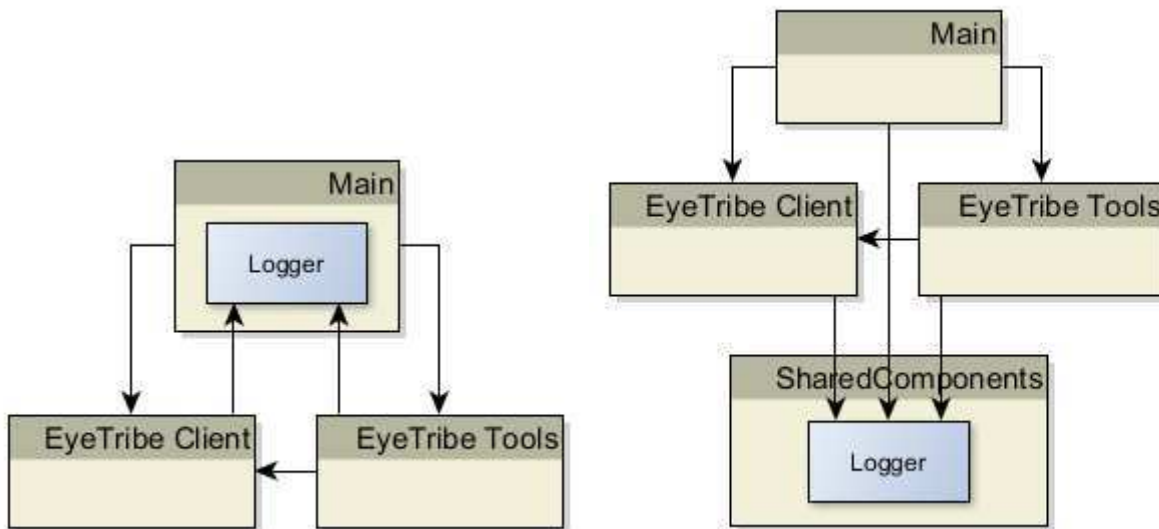 Main
Logger
EyeTribe Client
EyeTribe Tools
Main
EyeTribe Client
EyeTribe Tools
SharedComponents
Logger